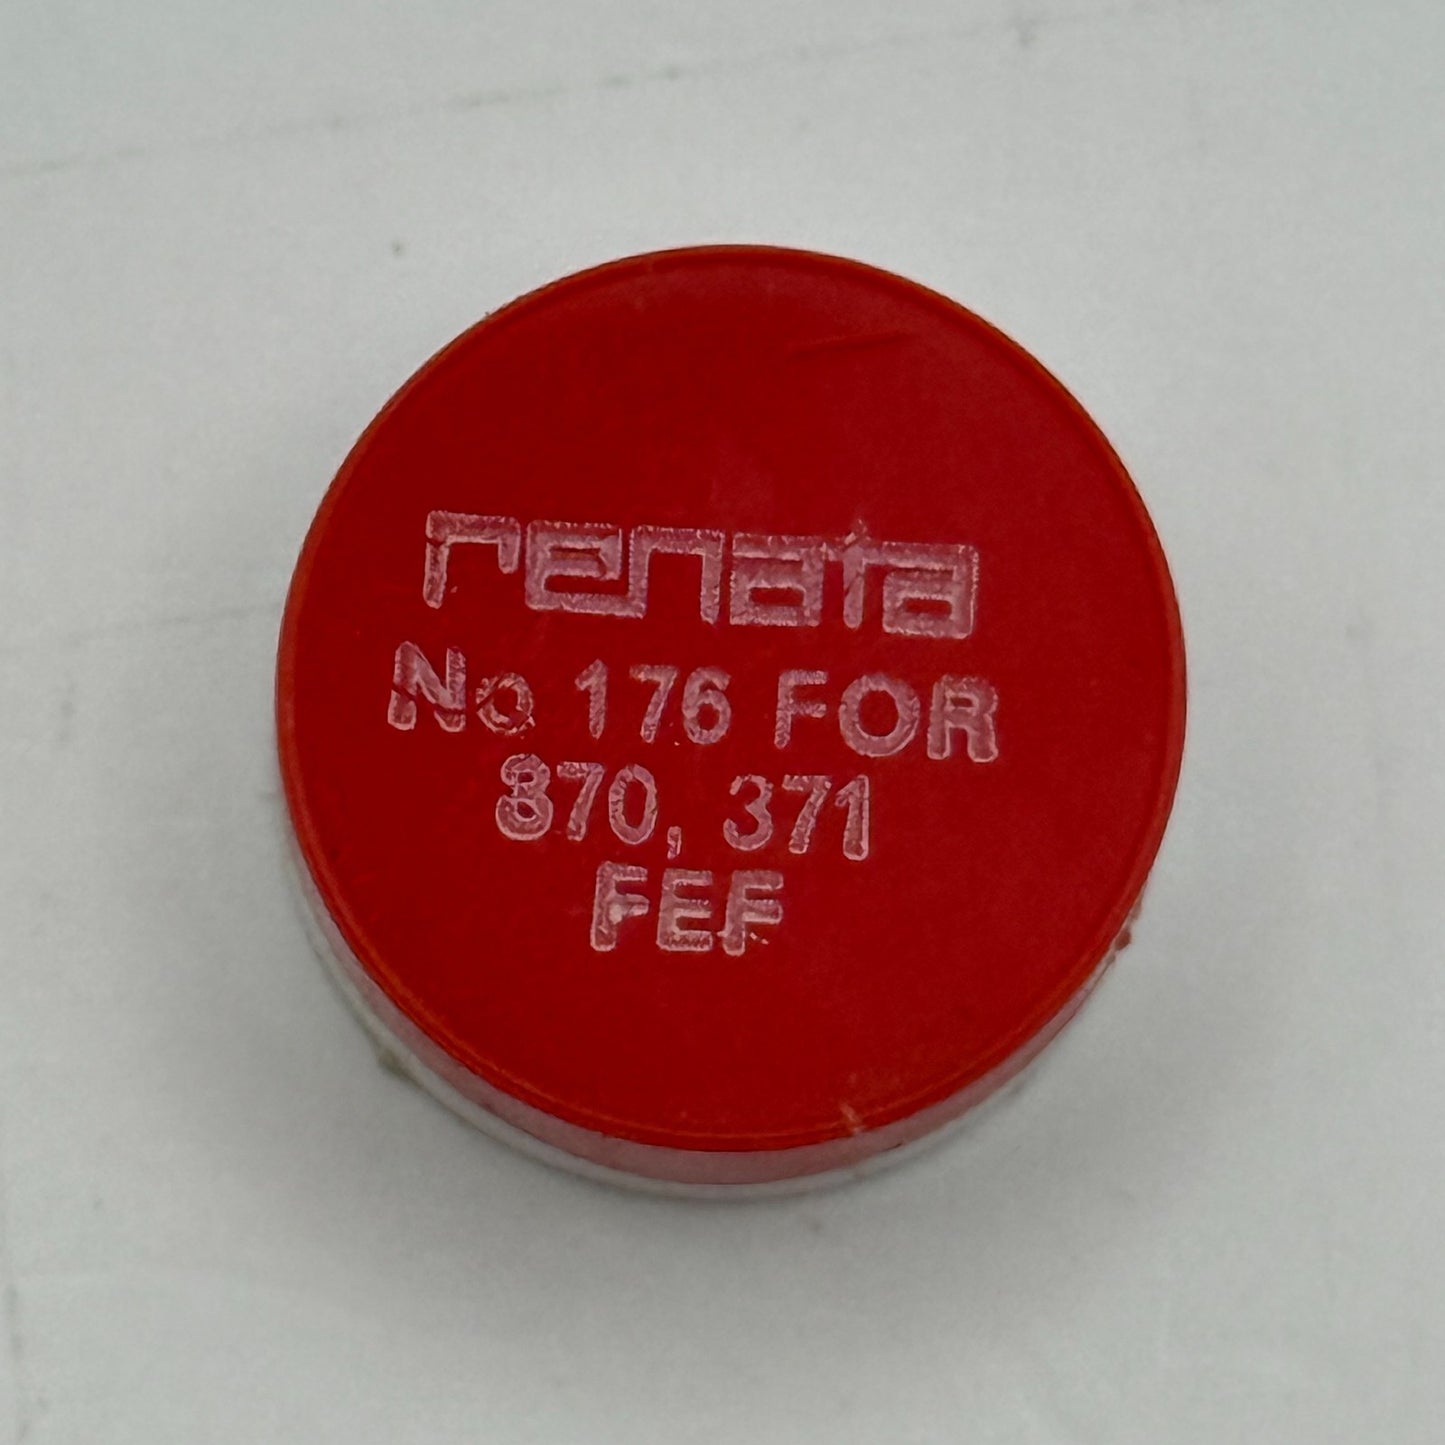 renata
No 176 FOR
370, 371
FEF